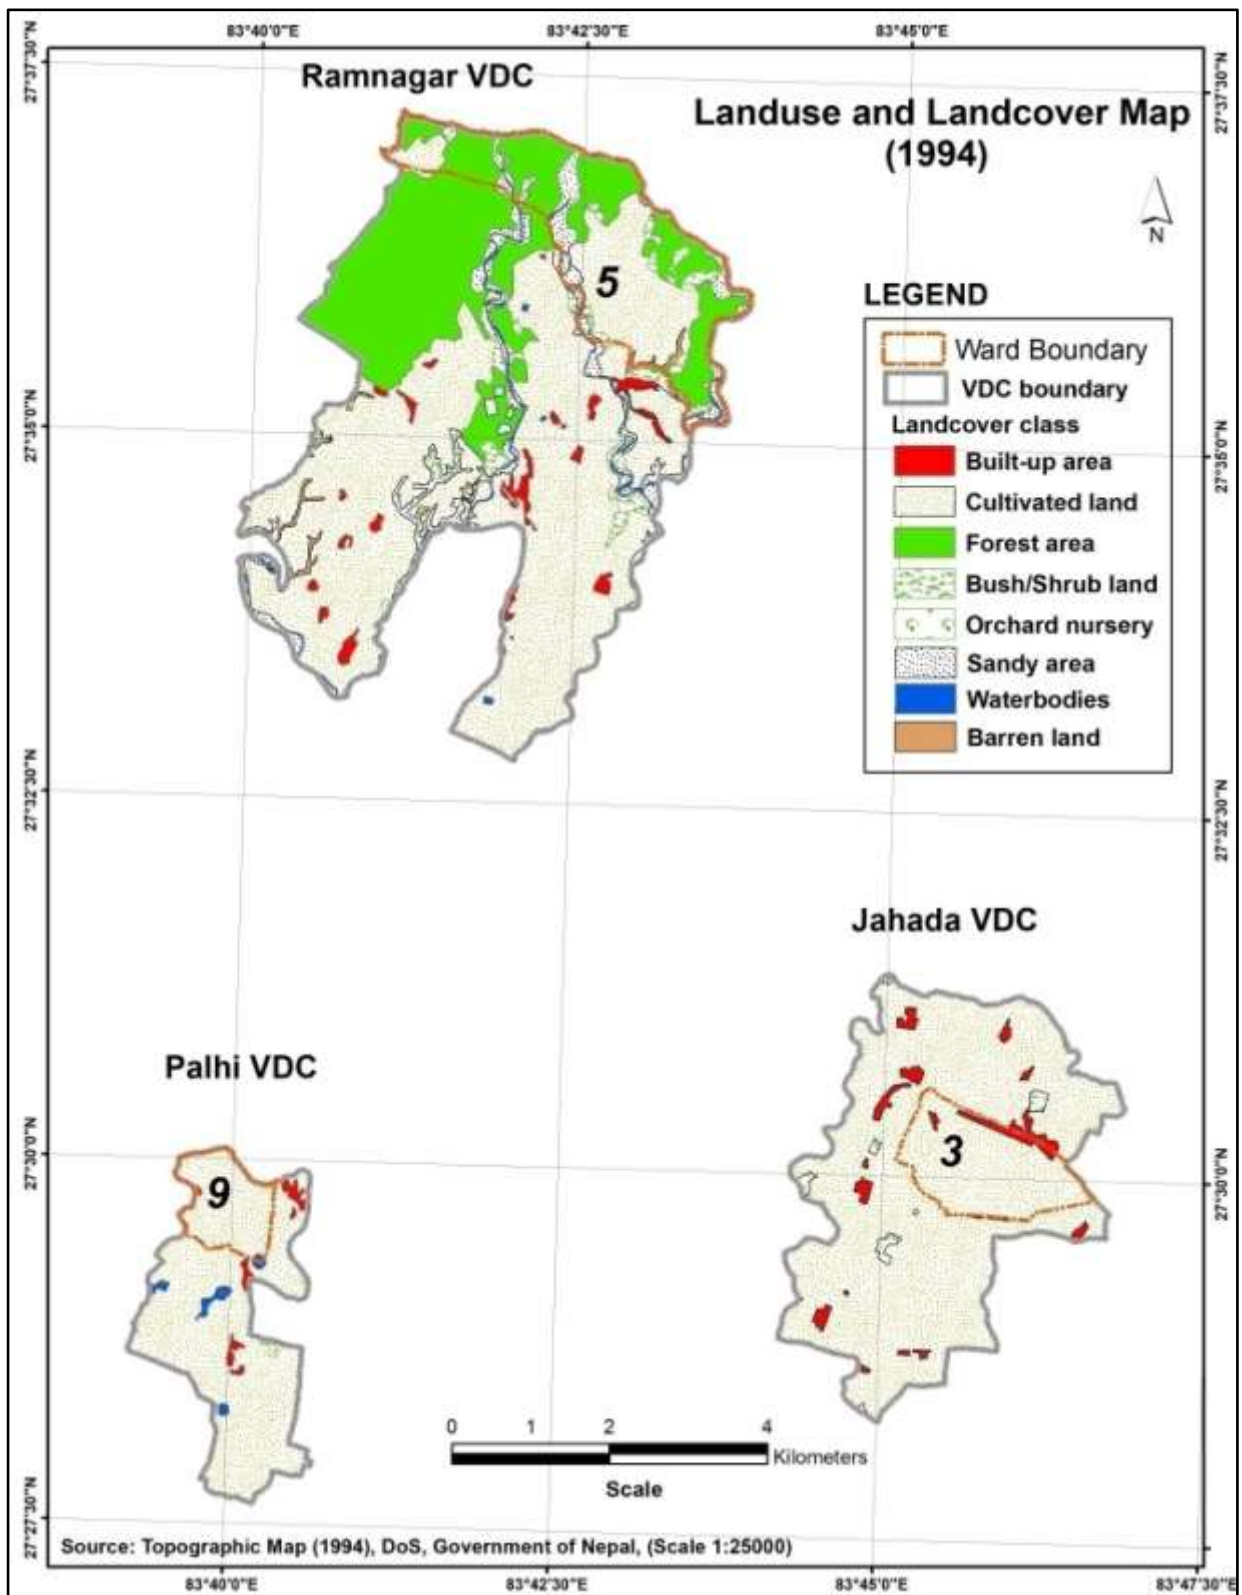 83°40'0"E
83°42'30"E
83°45'0"E
27°37'30"N
27°37'30"N
Ramnagar VDC
Landuse and Landcover Map
(1994)
N
5
LEGEND
Ward Boundary
VDC boundary
Landcover class
Built-up area
Cultivated land
Forest area
Bush/Shrub land
Orchard nursery
Sandy area
Waterbodies
Barren land
27°35'0"N
27°35'0"N
27°32'30"N
27°32'30"N
Jahada VDC
Palhi VDC
3
9
27°30'0"N
27°30'0"N
0 1 2 4
Kilometers
Scale
27°27'30"N
Source: Topographic Map (1994), DoS, Government of Nepal, (Scale 1:25000)
83°40'0"E
83°42'30"E
83°45'0"E
83°47'30"E